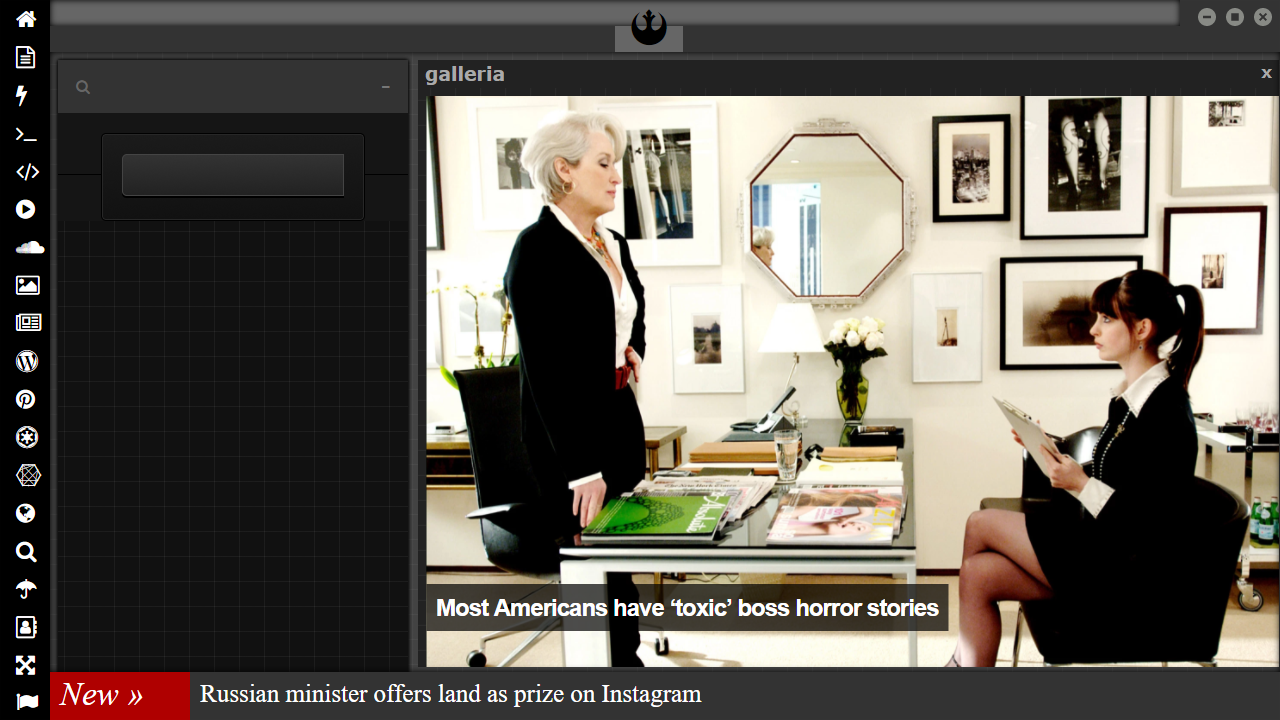 galleria
x
Most Americans have ‘toxic’ boss horror stories
New »
Russian minister offers land as prize on Instagram